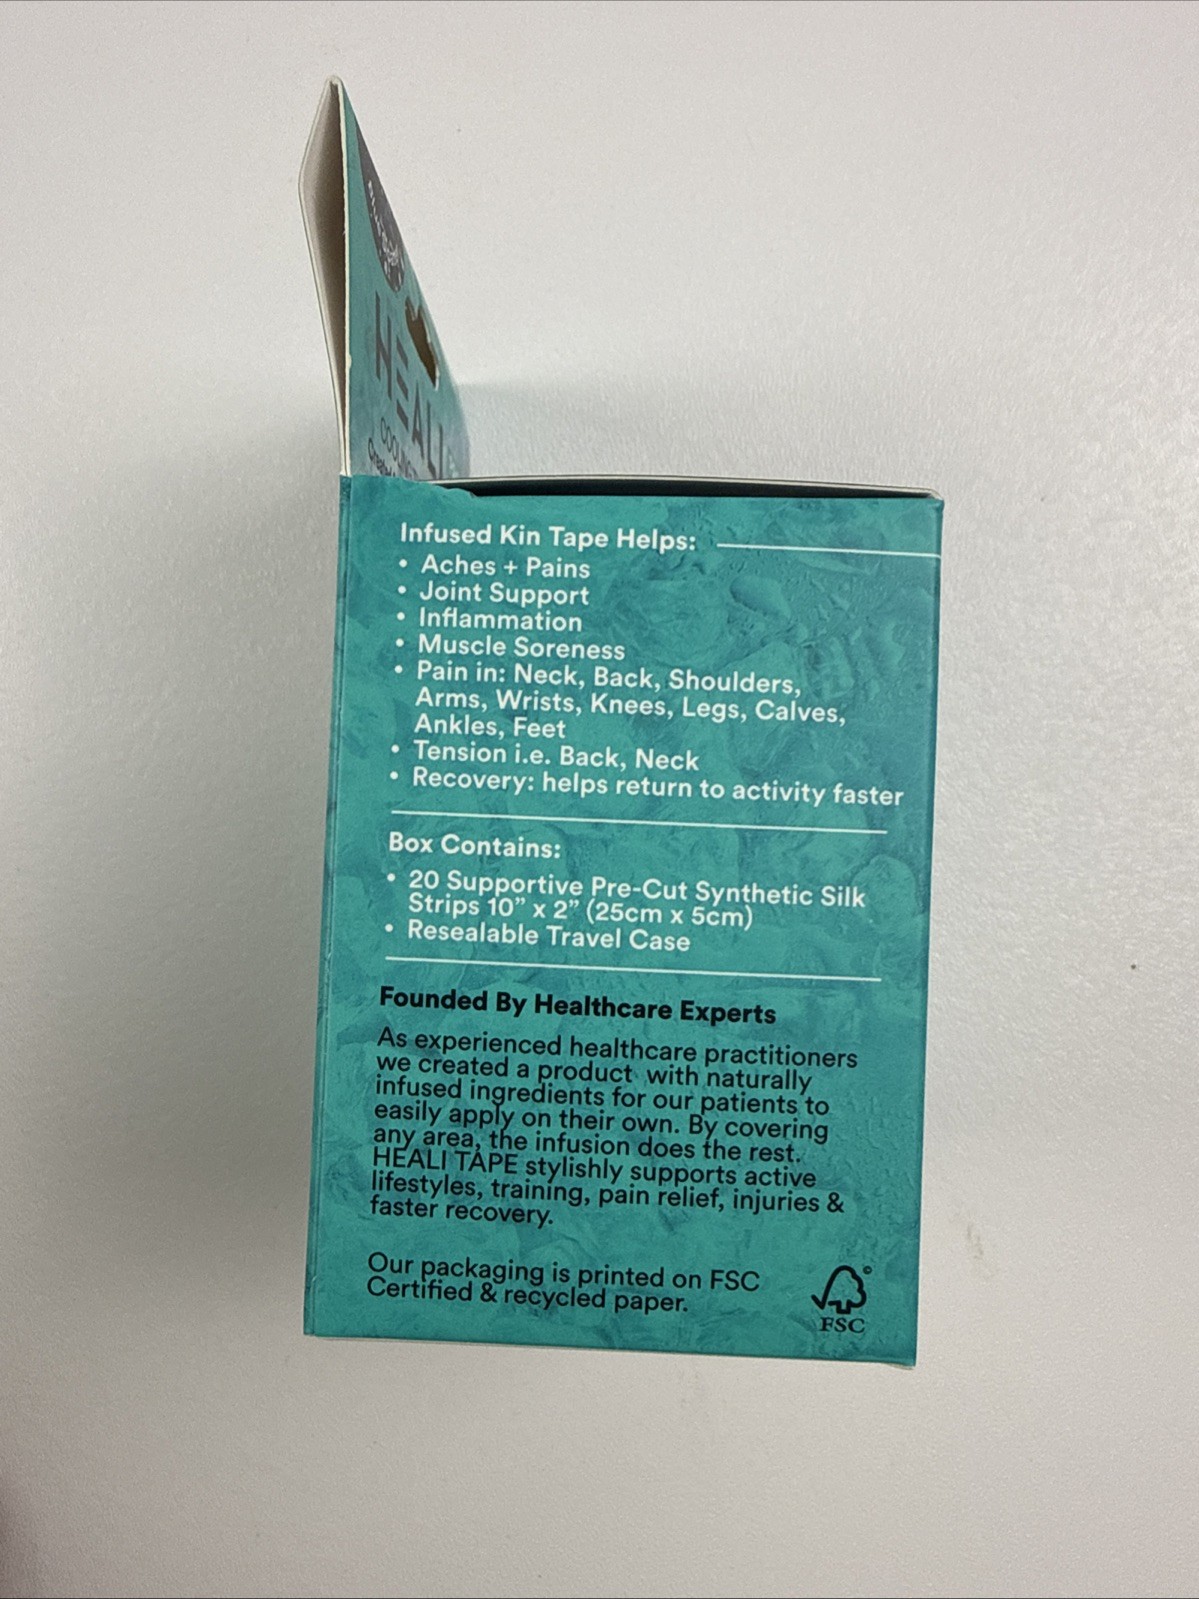 HEALI
COOLING
Created
Infused Kin Tape Helps:
• Aches + Pains
• Joint Support
• Inflammation
• Muscle Soreness
• Pain in: Neck, Back, Shoulders,
Arms, Wrists, Knees, Legs, Calves,
Ankles, Feet
• Tension i.e. Back, Neck
• Recovery: helps return to activity faster
Box Contains:
• 20 Supportive Pre-Cut Synthetic Silk
Strips 10” x 2” (25cm x 5cm)
• Resealable Travel Case
Founded By Healthcare Experts
As experienced healthcare practitioners
we created a product with naturally
infused ingredients for our patients to
easily apply on their own. By covering
any area, the infusion does the rest.
HEALI TAPE stylishly supports active
lifestyles, training, pain relief, injuries &
faster recovery.
Our packaging is printed on FSC
Certified & recycled paper.
©
FSC